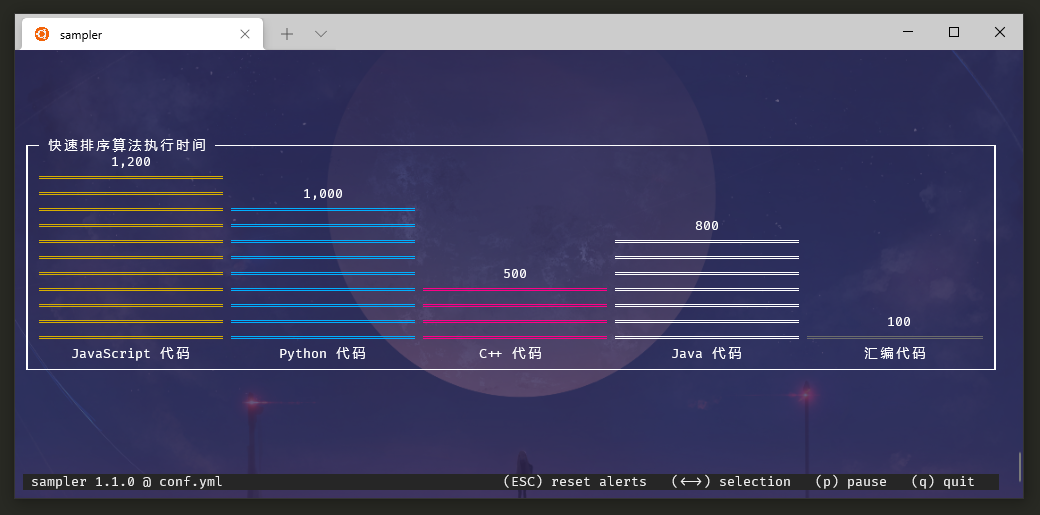 sampler
快速排序算法执行时间
1,200
1,000
800
500
100
JavaScript 代码 Python 代码 C++ 代码 Java 代码 汇编代码
sampler 1.1.0 @ conf.yml (ESC) reset alerts (<->) selection (p) pause (q) quit